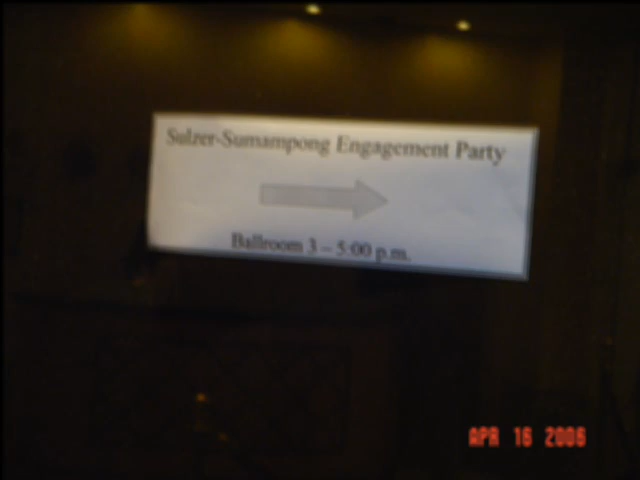 Sulzer-Sumampong Engagement Party
Ballroom 3 – 5:00 p.m.
APR 16 2006